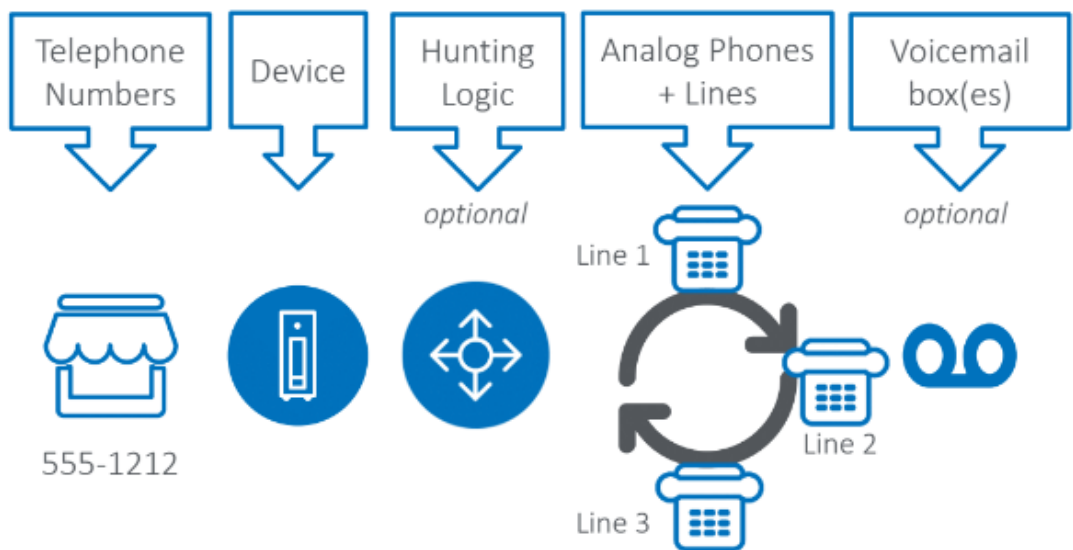 Telephone
Numbers
Device
Hunting
Logic
Analog Phones
+ Lines
Voicemail
box(es)
optional
optional
Line 1
Line 2
Line 3
555-1212